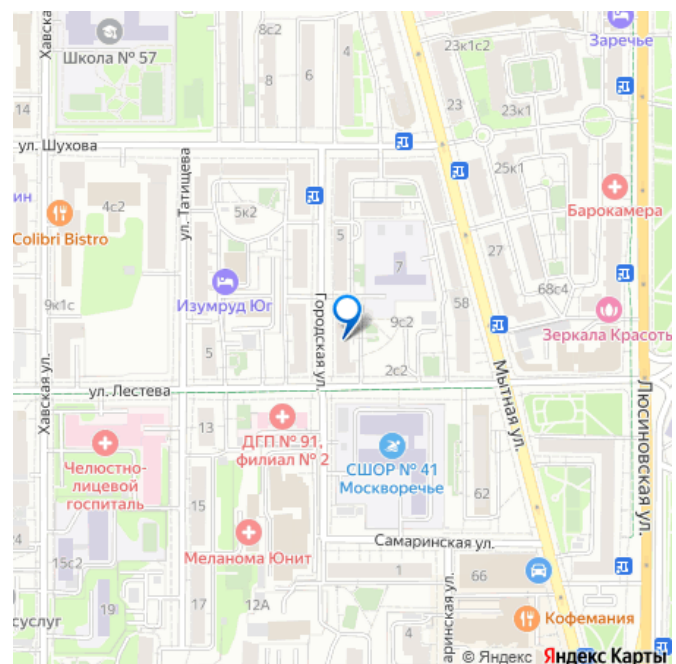 Хавская
Школа № 57
8с2
8
6
4
23к1с2
Заречье
14
23
23к1
ул. Шухова
25к1
ин
4с2
Colibri Bistro
ул. Татищева
5к2
5
Барокамера
7
27
Изумруд Юг
Городская ул.
68с4
9к1с
9с2
58
Зеркала Красоты
5
2с2
Хавская ул.
ул. Лестева
Мытная ул.
Люсиновская ул.
13
ДГП № 91,
филиал № 2
Челюстно-
лицевой
госпиталь
СШОР № 41
Москворечье
15
62
Меланома Юнит
Самаринская ул.
15с2
1
66
19
17
12А
аринская ул.
суслуг
Кофемания
© Яндекс Яндекс Карты